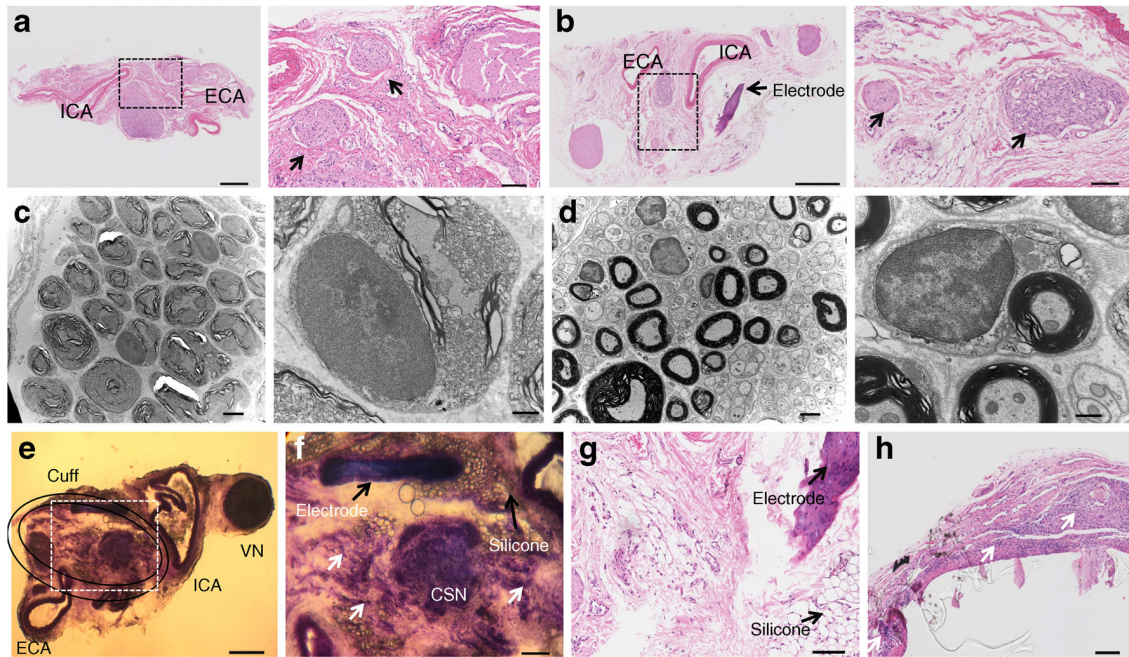 a
ICA
ECA
b
ECA
ICA
Electrode
c
d
e
Cuff
VN
ICA
ECA
f
Electrode
Silicone
CSN
g
Electrode
Silicone
h